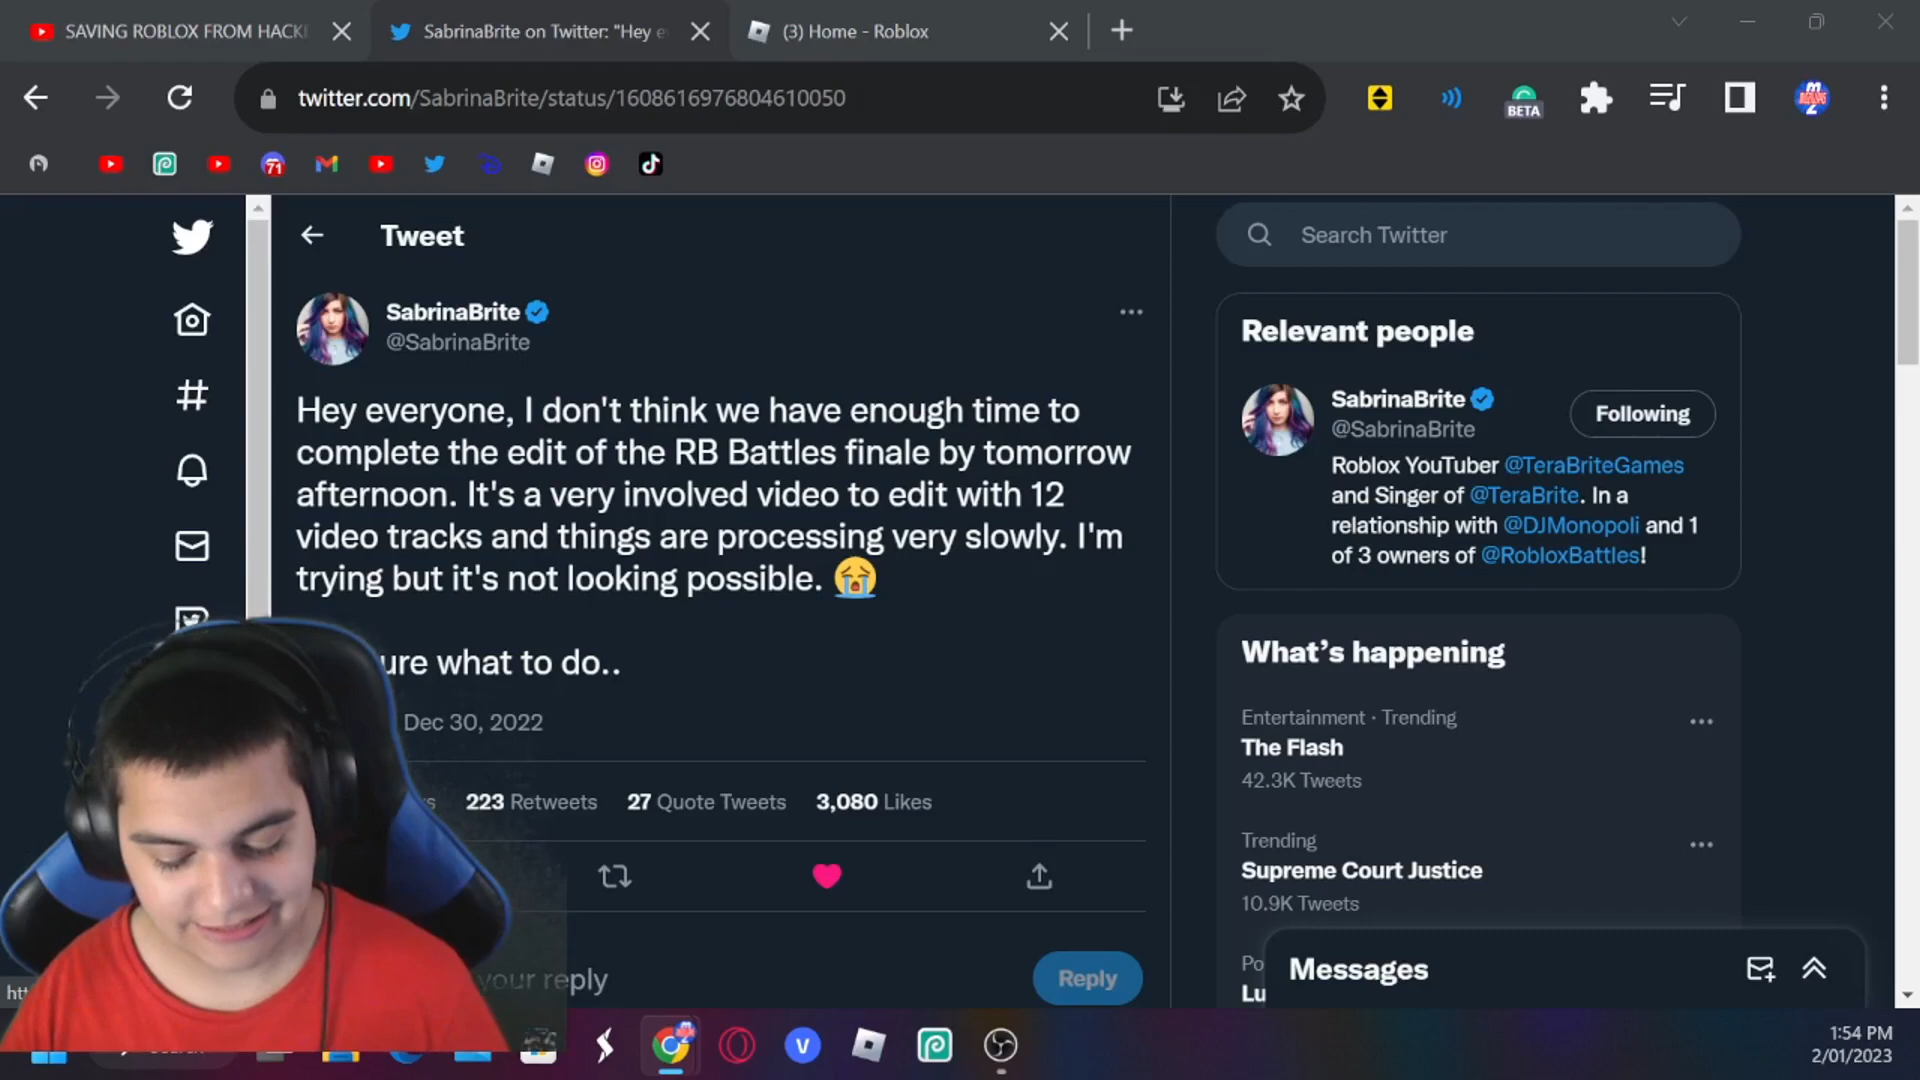 SAVING ROBLOX FROM HACK
SabrinaBrite on Twitter: "Hey e
(3) Home - Roblox
twitter.com/SabrinaBrite/status/1608616976804610050
BETA
71
Tweet
Search Twitter
SabrinaBrite
@SabrinaBrite
Hey everyone, I don't think we have enough time to
complete the edit of the RB Battles finale by tomorrow
afternoon. It's a very involved video to edit with 12
video tracks and things are processing very slowly. I'm
trying but it's not looking possible. 😭
ure what to do..
Dec 30, 2022
223 Retweets 27 Quote Tweets 3,080 Likes
your reply
Reply
Relevant people
SabrinaBrite
@SabrinaBrite
Following
Roblox YouTuber @TeraBriteGames
and Singer of @TeraBrite. In a
relationship with @DJMonopoli and 1
of 3 owners of @RobloxBattles!
What's happening
Entertainment · Trending
The Flash
42.3K Tweets
Trending
Supreme Court Justice
10.9K Tweets
Po
Lu
Messages
htt
1:54 PM
2/01/2023